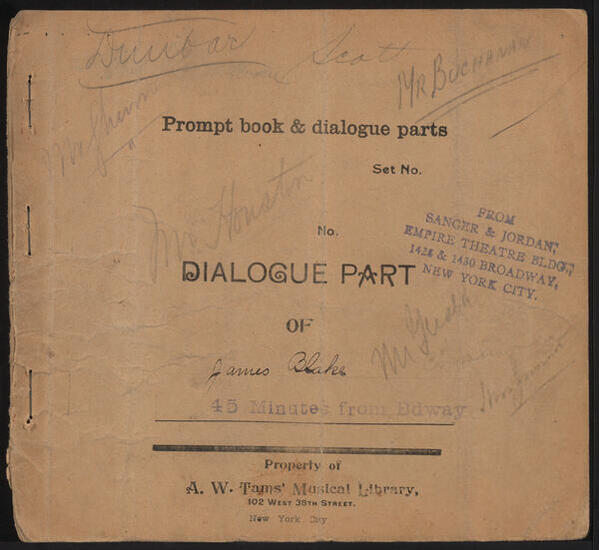 Dunbar Scott
Mr Buchanan
Prompt book & dialogue parts
Set No.
Mr Houston
No.
FROM
SANGER & JORDAN,
EMPIRE THEATRE BLDG.,
1428 & 1430 BROADWAY,
NEW YORK CITY.
DIALOGUE PART
OF
Mr
James Blake
45 Minutes from Bdway
Property of
A. W. Tams' Musical Library,
102 WEST 38TH STREET.
New York City